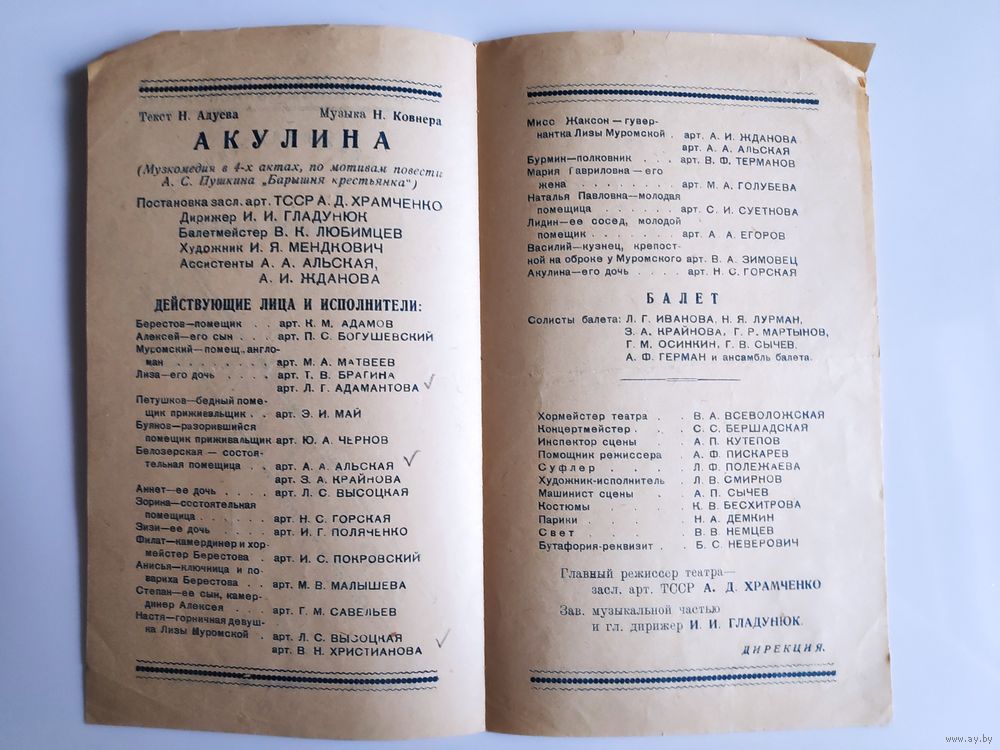 Текст Н. Адуева Музыка Н. Ковнера
АКУЛИНА
(Музкомедия в 4-х актах, по мотивам повести
А. С. Пушкина „Барышня крестьянка“)
Постановка засл. арт. ТССР А. Д. ХРАМЧЕНКО
Дирижер И. И. ГЛАДУНЮК
Балетмейстер В. К. ЛЮБИМЦЕВ
Художник И. Я. МЕНДКОВИЧ
Ассистенты А. А. АЛЬСКАЯ,
А. И. ЖДАНОВА
ДЕЙСТВУЮЩИЕ ЛИЦА И ИСПОЛНИТЕЛИ:
Берестов—помещик . . арт. К. М. АДАМОВ
Алексей—его сын . . арт. П. С. БОГУШЕВСКИЙ
Муромский—помещ. англо-
ман . . . . . . . . арт. М. А. МАТВЕЕВ
Лиза—его дочь . . . . арт. Т. В. БРАГИНА
арт. Л. Г. АДАМАНТОВА
Петушков—бедный поме-
щик приживальщик . . арт. Э. И. МАЙ
Буянов—разорившийся
помещик приживальщик арт. Ю. А. ЧЕРНОВ
Белозерская — состоя-
тельная помещица . . арт. А. А. АЛЬСКАЯ
арт. З. А. КРАЙНОВА
Аннет—ее дочь . . . . арт. Л. С. ВЫСОЦКАЯ
Зорина—состоятельная
помещица . . . . . . арт. Н. С. ГОРСКАЯ
Зизи—ее дочь . . . . арт. И. Г. ПОЛЯЧЕНКО
Филат—камердинер и хор-
мейстер Берестова . арт. И. С. ПОКРОВСКИЙ
Анисья—ключница и по-
вариха Берестова . . арт. М. В. МАЛЫШЕВА
Степан—ее сын, камер-
динер Алексея . . . арт. Г. М. САВЕЛЬЕВ
Настя—горничная девуш-
ка Лизы Муромской . арт. Л. С. ВЫСОЦКАЯ
арт. В. Н. ХРИСТИАНОВА
Мисс Жаксон—гувер-
нантка Лизы Муромской . арт. А. И. ЖДАНОВА
арт. А. А. АЛЬСКАЯ
Бурмин—полковник . . . арт. В. Ф. ТЕРМАНОВ
Мария Гавриловна—его
жена . . . . . . . . арт. М. А. ГОЛУБЕВА
Наталья Павловна—молодая
помещица . . . . . . арт. С. И. СУЕТНОВА
Лидин—ее сосед, молодой
помещик . . . . . . арт. А. А. ЕГОРОВ
Василий—кузнец, крепост-
ной на оброке у Муромского арт. В. А. ЗИМОВЕЦ
Акулина—его дочь . . . арт. Н. С. ГОРСКАЯ
БАЛЕТ
Солисты балета: Л. Г. ИВАНОВА, Н. Я. ЛУРМАН,
З. А. КРАЙНОВА, Г. Р. МАРТЫНОВ,
Г. М. ОСИНКИН, Г. В. СЫЧЕВ,
А. Ф. ГЕРМАН и ансамбль балета.
Хормейстер театра . . В. А. ВСЕВОЛОЖСКАЯ
Концертмейстер . . . С. С. БЕРШАДСКАЯ
Инспектор сцены . . А. П. КУТЕПОВ
Помощник режиссера . А. Ф. ПИСКАРЕВ
Суфлер . . . . Л. Ф. ПОЛЕЖАЕВА
Художник-исполнитель . Л. В. СМИРНОВ
Машинист сцены . . А. П. СЫЧЕВ
Костюмы . . . . К. В. БЕСХИТРОВА
Парики . . . . Н. А. ДЕМКИН
Свет . . . . . В. В. НЕМЦЕВ
Бутафория-реквизит . . Б. С. НЕВЕРОВИЧ
Главный режиссер театра—
засл. арт. ТССР А. Д. ХРАМЧЕНКО
Зав. музыкальной частью
и гл. дирижер И. И. ГЛАДУНЮК.
ДИРЕКЦИЯ.
www.ay.by